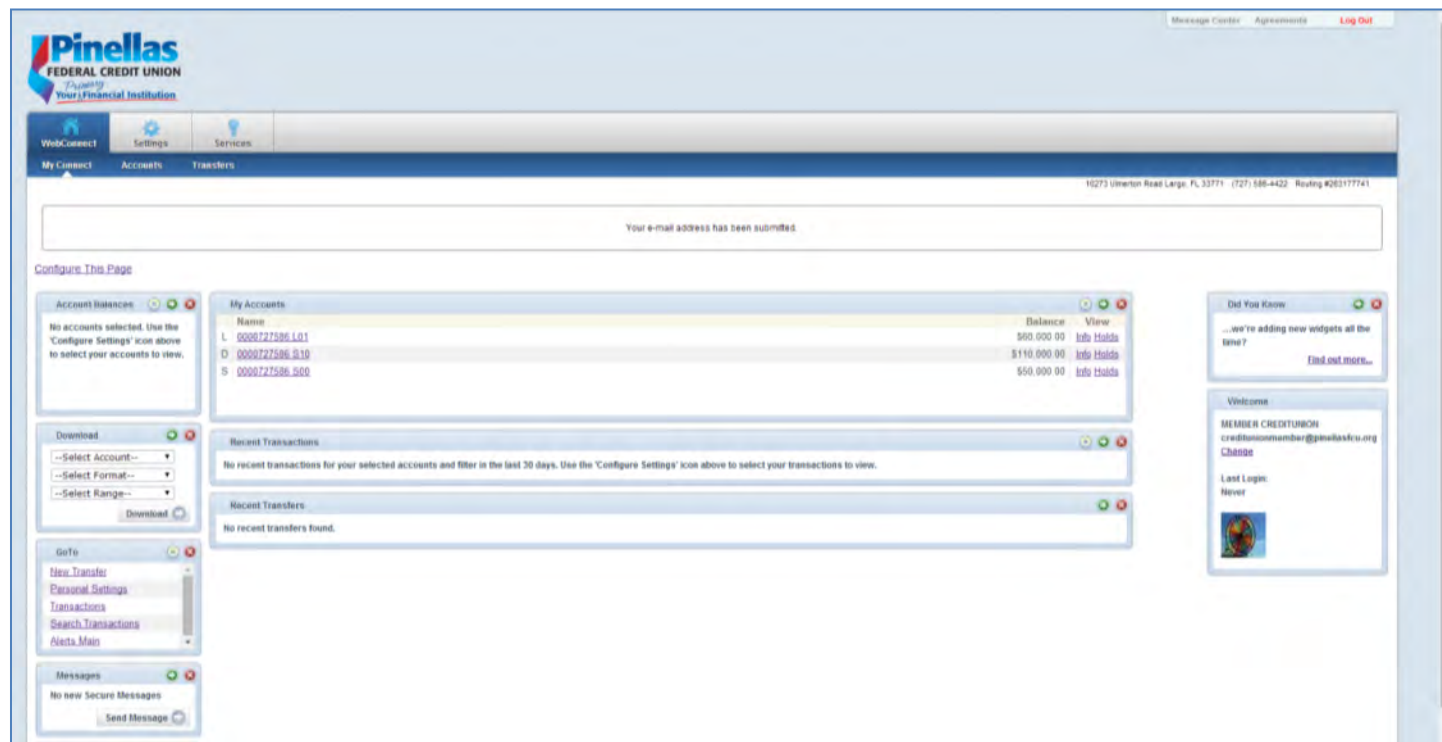 Message Center Agreements Log Out
Pinellas
FEDERAL CREDIT UNION
Primary
Your Financial Institution
WebConnect Settings Services
My Connect Accounts Transfers
10273 Ulmerton Road Largo, FL 33771 (727) 586-4422 Routing #263177741
Your e-mail address has been submitted.
Configure This Page
Account Balances
No accounts selected. Use the
'Configure Settings' icon above
to select your accounts to view.
My Accounts
Name Balance View
L 0000727586 L01 $60,000.00 Info Holds
D 0000727586 S10 $110,000.00 Info Holds
S 0000727586 S00 $50,000.00 Info Holds
Did You Know
...we're adding new widgets all the
time?
Find out more...
Download
--Select Account--
--Select Format--
--Select Range--
Download
Recent Transactions
No recent transactions for your selected accounts and filter in the last 30 days. Use the 'Configure Settings' icon above to select your transactions to view.
Recent Transfers
No recent transfers found.
Welcome
MEMBER CREDITUNION
creditunionmember@pinellasfcu.org
Change
Last Login:
Never
GoTo
New Transfer
Personal Settings
Transactions
Search Transactions
Alerts Main
Messages
No new Secure Messages
Send Message